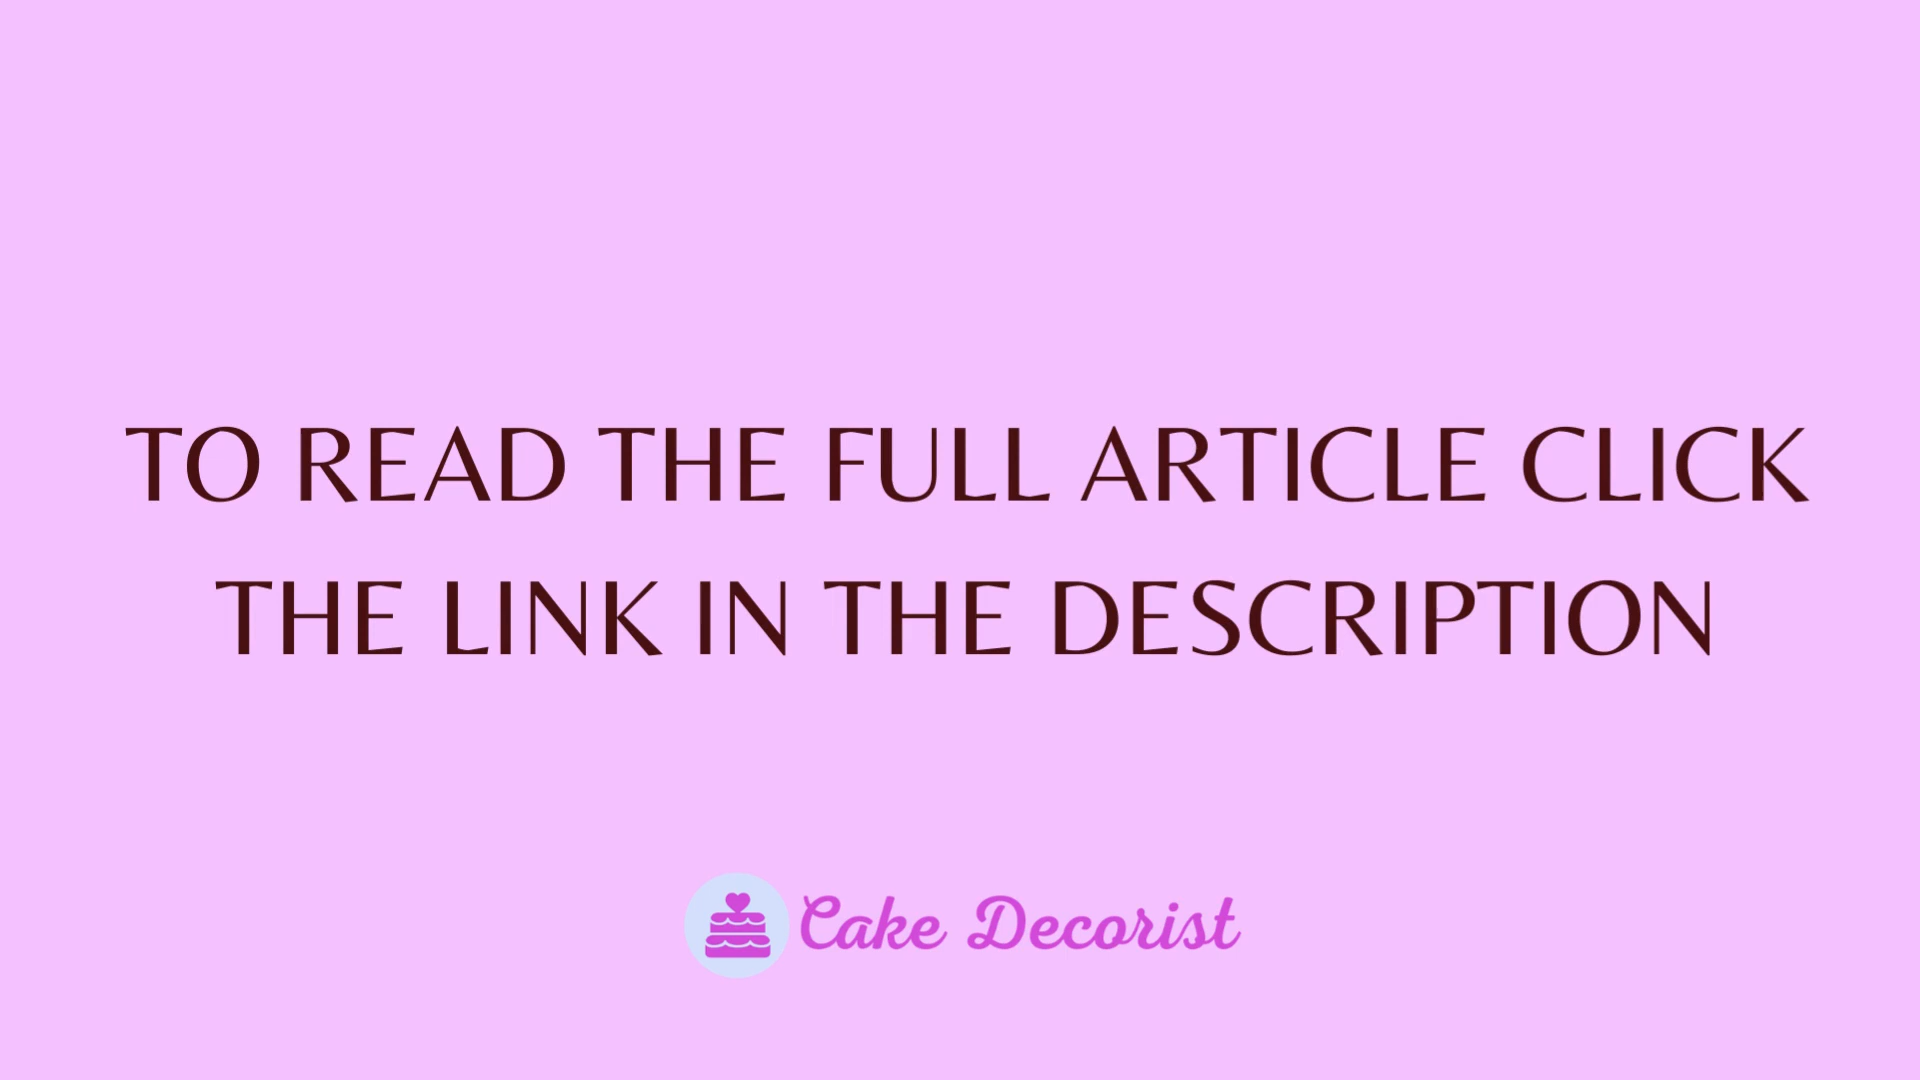 TO READ THE FULL ARTICLE CLICK
THE LINK IN THE DESCRIPTION
Cake Decorist